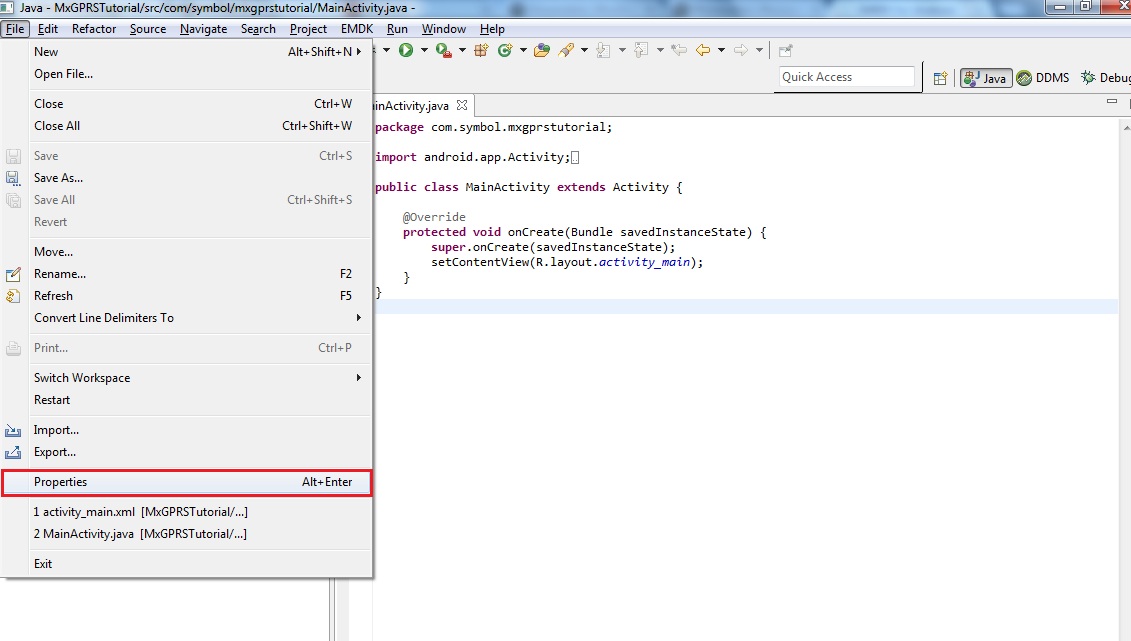 Java - MxGPRSTutorial/src/com/symbol/mxgprstutorial/MainActivity.java -
File Edit Refactor Source Navigate Search Project EMDK Run Window Help
New Alt+Shift+N
Open File...
Close Ctrl+W
Close All Ctrl+Shift+W
Save Ctrl+S
Save As...
Save All Ctrl+Shift+S
Revert
Move...
Rename... F2
Refresh F5
Convert Line Delimiters To
Print... Ctrl+P
Switch Workspace
Restart
Import...
Export...
Properties Alt+Enter
1 activity_main.xml [MxGPRSTutorial/...]
2 MainActivity.java [MxGPRSTutorial/...]
Exit
Quick Access
Java DDMS Debug
inActivity.java
package com.symbol.mxgprstutorial;
import android.app.Activity;
public class MainActivity extends Activity {
@Override
protected void onCreate(Bundle savedInstanceState) {
super.onCreate(savedInstanceState);
setContentView(R.layout.activity_main);
}
}